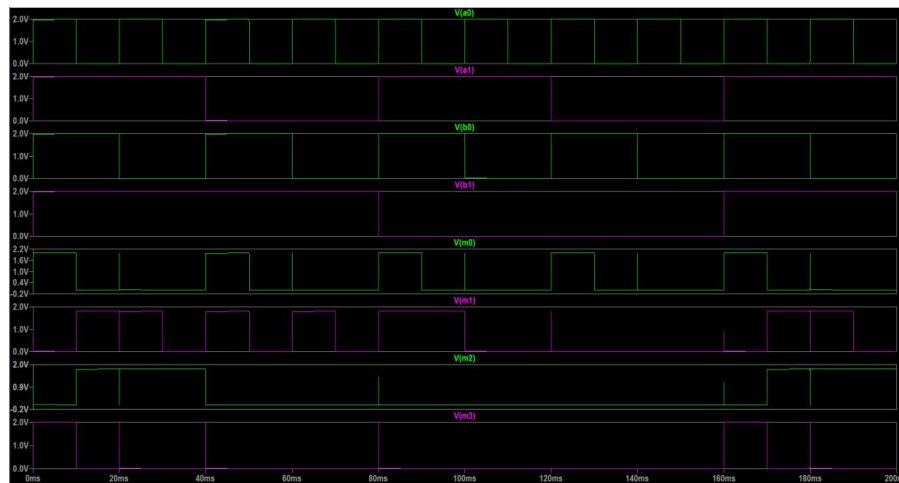 V(a0)
2.0V
1.0V
0.0V
V(a1)
2.0V
1.0V
0.0V
V(b0)
2.0V
1.0V
0.0V
V(b1)
2.0V
1.0V
0.0V
V(m0)
2.2V
1.6V
1.0V
0.4V
-0.2V
V(m1)
2.0V
1.0V
0.0V
V(m2)
2.0V
0.9V
-0.2V
V(m3)
2.0V
1.0V
0.0V
0ms 20ms 40ms 60ms 80ms 100ms 120ms 140ms 160ms 180ms